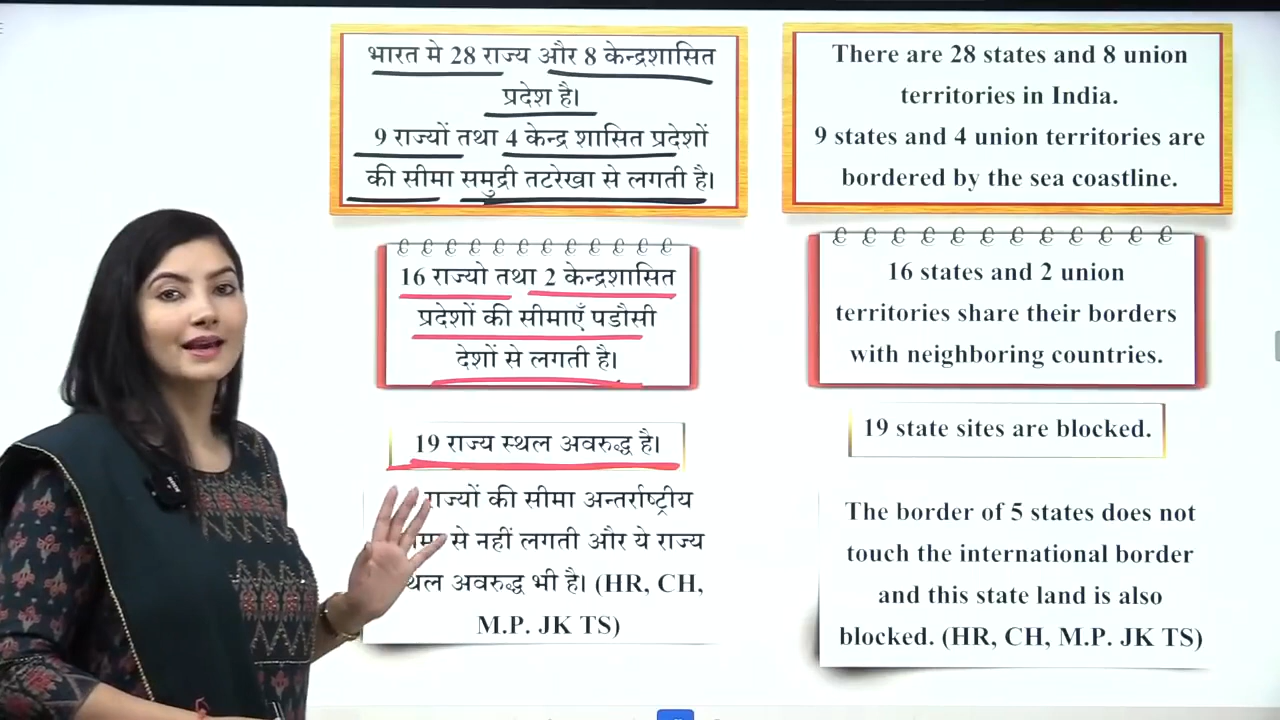 भारत मे 28 राज्य और 8 केन्द्रशासित
प्रदेश है।
9 राज्यों तथा 4 केन्द्र शासित प्रदेशों
की सीमा समुद्री तटरेखा से लगती है।
There are 28 states and 8 union
territories in India.
9 states and 4 union territories are
bordered by the sea coastline.
16 राज्यो तथा 2 केन्द्रशासित
प्रदेशों की सीमाएँ पडौसी
देशों से लगती है।
16 states and 2 union
territories share their borders
with neighboring countries.
19 राज्य स्थल अवरुद्ध है।
19 state sites are blocked.
राज्यों की सीमा अन्तर्राष्ट्रीय
से नहीं लगती और ये राज्य
अवरुद्ध भी है। (HR, CH,
M.P. JK TS)
The border of 5 states does not
touch the international border
and this state land is also
blocked. (HR, CH, M.P. JK TS)